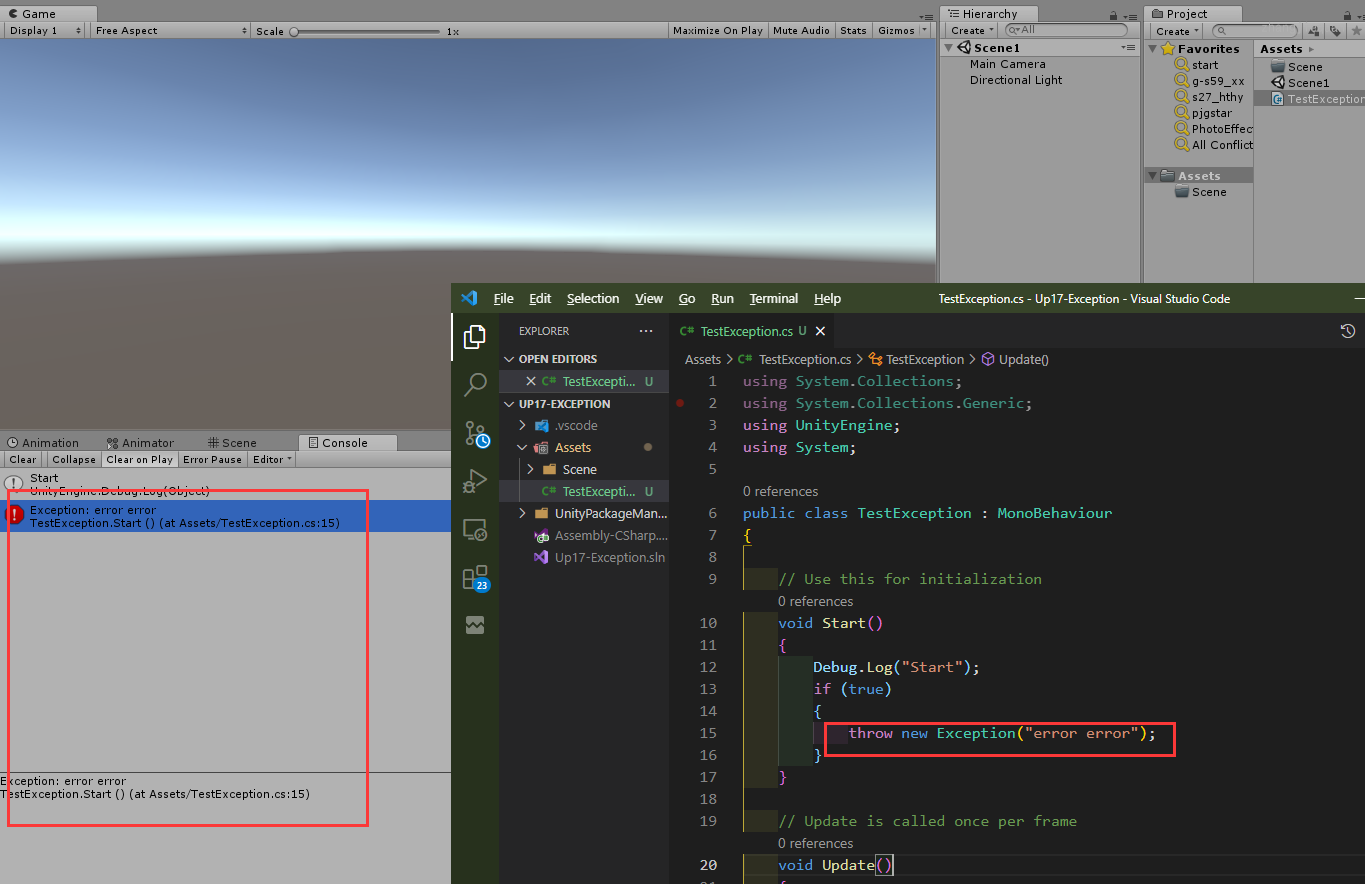 Game
Display 1 Free Aspect Scale 1x Maximize On Play Mute Audio Stats Gizmos
Hierarchy
Create All
Scene1
Main Camera
Directional Light
Project
Create
Favorites
start
g-s59_xx
s27_hthy
pjgstar
PhotoEffec
All Conflict
Assets
Scene
Assets
Scene
Scene1
TestException
Animation Animator Scene Console
Clear Collapse Clear on Play Error Pause Editor
Start
UnityEngine.Debug:Log(Object)
Exception: error error
TestException.Start () (at Assets/TestException.cs:15)
Exception: error error
TestException.Start () (at Assets/TestException.cs:15)
File Edit Selection View Go Run Terminal Help TestException.cs - Up17-Exception - Visual Studio Code
EXPLORER ...
OPEN EDITORS
C# TestExcepti... U
UP17-EXCEPTION
.vscode
Assets
Scene
C# TestExcepti... U
UnityPackageMan...
Assembly-CSharp....
Up17-Exception.sln
23
C# TestException.cs U
Assets > C# TestException.cs > TestException > Update()
1 using System.Collections;
2 using System.Collections.Generic;
3 using UnityEngine;
4 using System;
5
0 references
6 public class TestException : MonoBehaviour
7 {
8
9 // Use this for initialization
0 references
10 void Start()
11 {
12 Debug.Log("Start");
13 if (true)
14 {
15 throw new Exception("error error");
16 }
17 }
18
19 // Update is called once per frame
0 references
20 void Update()